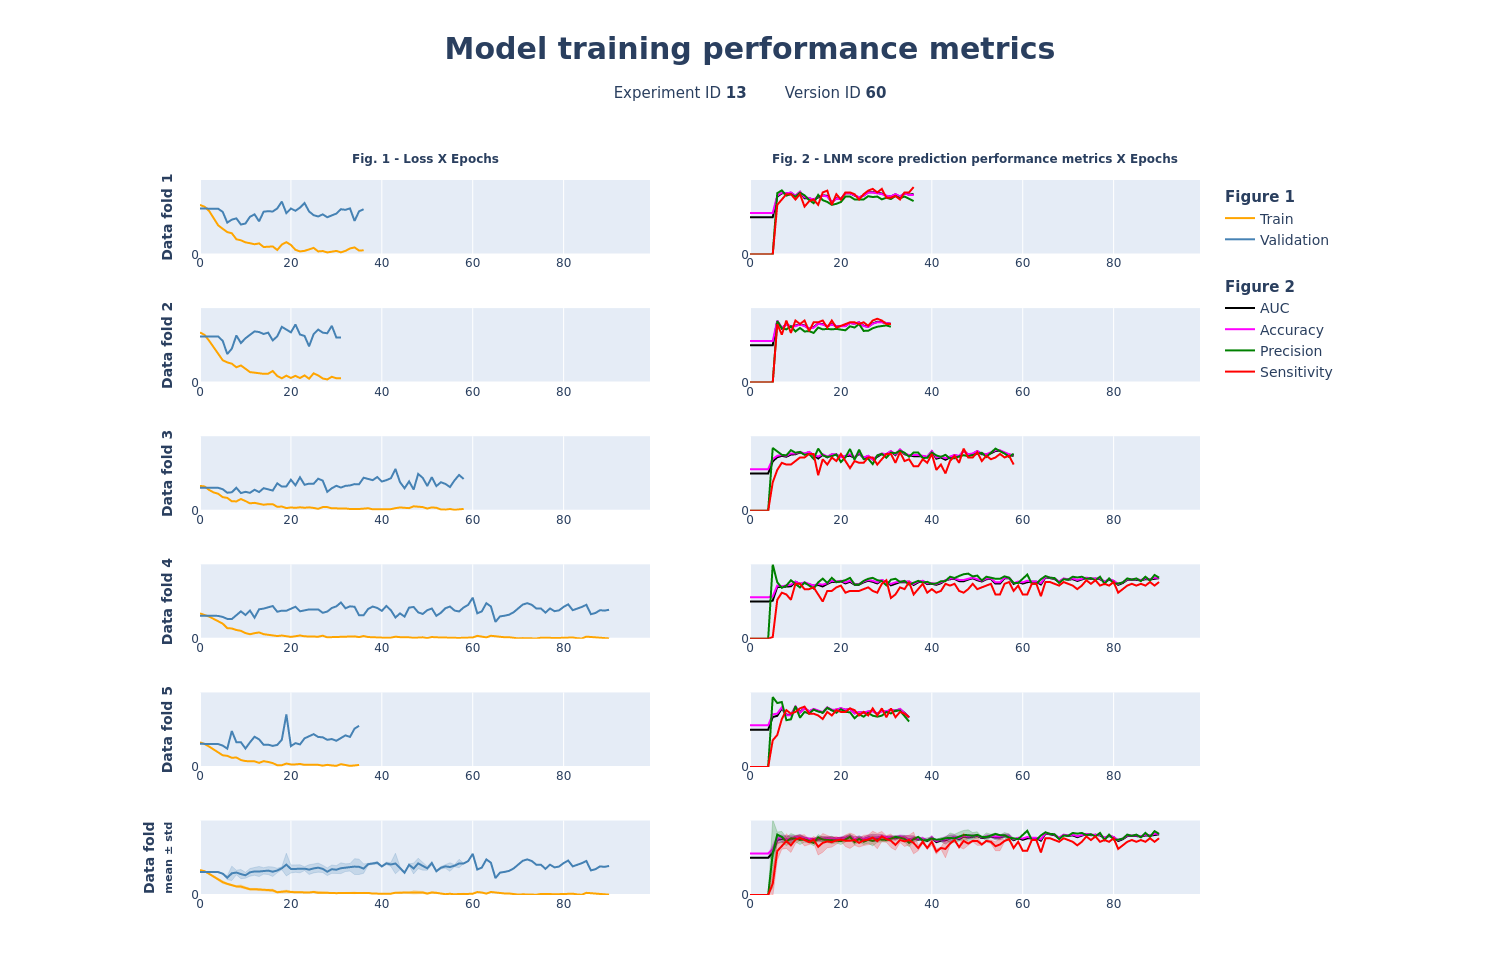 Model training performance metrics
Experiment ID 13 Version ID 60
Fig. 1 - Loss X Epochs
Fig. 2 - LNM score prediction performance metrics X Epochs
Data fold 1
0
0 20 40 60 80
0
0 20 40 60 80
Figure 1
Train
Validation
Figure 2
AUC
Accuracy
Precision
Sensitivity
Data fold 2
0
0 20 40 60 80
0
0 20 40 60 80
Data fold 3
0
0 20 40 60 80
0
0 20 40 60 80
Data fold 4
0
0 20 40 60 80
0
0 20 40 60 80
Data fold 5
0
0 20 40 60 80
0
0 20 40 60 80
Data fold
mean ± std
0
0 20 40 60 80
0
0 20 40 60 80